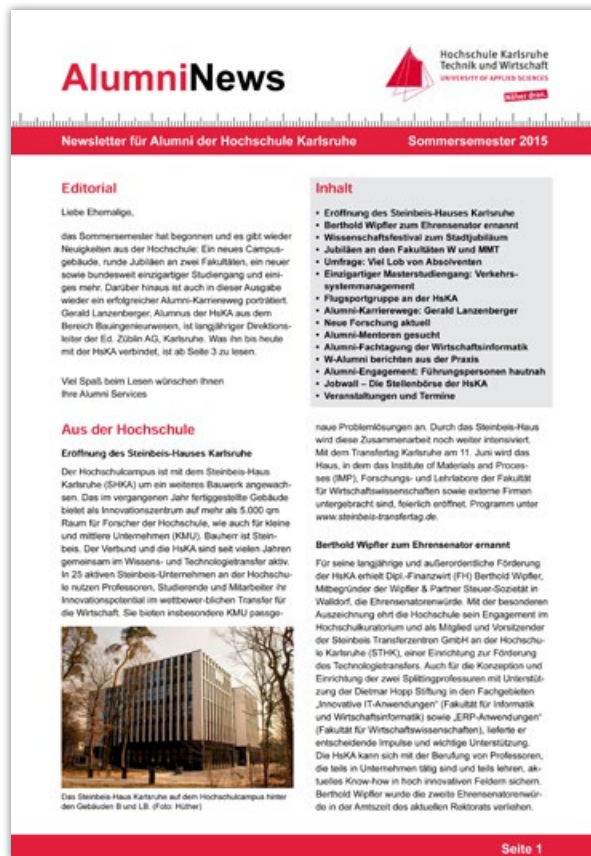 AlumniNews
Hochschule Karlsruhe
Technik und Wirtschaft
UNIVERSITY OF APPLIED SCIENCES
Näher dran.
Newsletter für Alumni der Hochschule Karlsruhe Sommersemester 2015
Editorial
Liebe Ehemalige,
das Sommersemester hat begonnen und es gibt wieder
Neuigkeiten aus der Hochschule: Ein neues Campus-
gebäude, runde Jubiläen an zwei Fakultäten, ein neuer
sowie bundesweit einzigartiger Studiengang und eini-
ges mehr. Darüber hinaus ist auch in dieser Ausgabe
wieder ein erfolgreicher Alumni-Karriereweg porträtiert.
Gerald Lanzenberger, Alumnus der HsKA aus dem
Bereich Bauingenieurwesen, ist langjähriger Direktions-
leiter der Ed. Züblin AG, Karlsruhe. Was ihn bis heute
mit der HsKA verbindet, ist ab Seite 3 zu lesen.
Viel Spaß beim Lesen wünschen Ihnen
Ihre Alumni Services
Inhalt
• Eröffnung des Steinbeis-Hauses Karlsruhe
• Berthold Wipfler zum Ehrensenator ernannt
• Wissenschaftsfestival zum Stadtjubiläum
• Jubiläen an den Fakultäten W und MMT
• Umfrage: Viel Lob von Absolventen
• Einzigartiger Masterstudiengang: Verkehrs-
systemmanagement
• Flugsportgruppe an der HsKA
• Alumni-Karrierewege: Gerald Lanzenberger
• Neue Forschung aktuell
• Alumni-Mentoren gesucht
• Alumni-Fachtagung der Wirtschaftsinformatik
• W-Alumni berichten aus der Praxis
• Alumni-Engagement: Führungspersonen hautnah
• Jobwall – Die Stellenbörse der HsKA
• Veranstaltungen und Termine
Aus der Hochschule
Eröffnung des Steinbeis-Hauses Karlsruhe
Der Hochschulcampus ist mit dem Steinbeis-Haus
Karlsruhe (SHKA) um ein weiteres Bauwerk angewach-
sen. Das im vergangenen Jahr fertiggestellte Gebäude
bietet als Innovationszentrum auf mehr als 5.000 qm
Raum für Forscher der Hochschule, wie auch für kleine
und mittlere Unternehmen (KMU). Bauherr ist Stein-
beis. Der Verbund und die HsKA sind seit vielen Jahren
gemeinsam im Wissens- und Technologietransfer aktiv.
In 25 aktiven Steinbeis-Unternehmen an der Hochschu-
le nutzen Professoren, Studierende und Mitarbeiter ihr
Innovationspotential im wettbewer-blichen Transfer für
die Wirtschaft. Sie bieten insbesondere KMU passge-
Das Steinbeis-Haus Karlsruhe auf dem Hochschulcampus hinter
den Gebäuden B und LB. (Foto: Hüther)
naue Problemlösungen an. Durch das Steinbeis-Haus
wird diese Zusammenarbeit noch weiter intensiviert.
Mit dem Transfertag Karlsruhe am 11. Juni wird das
Haus, in dem das Institute of Materials and Proces-
ses (IMP), Forschungs- und Lehrlabore der Fakultät
für Wirtschaftswissenschaften sowie externe Firmen
untergebracht sind, feierlich eröffnet. Programm unter
www.steinbeis-transfertag.de.
Berthold Wipfler zum Ehrensenator ernannt
Für seine langjährige und außerordentliche Förderung
der HsKA erhielt Dipl.-Finanzwirt (FH) Berthold Wipfler,
Mitbegründer der Wipfler & Partner Steuer-Sozietät in
Walldorf, die Ehrensenatorenwürde. Mit der besonderen
Auszeichnung ehrt die Hochschule sein Engagement im
Hochschulkuratorium und als Mitglied und Vorsitzender
der Steinbeis Transferzentren GmbH an der Hochschu-
le Karlsruhe (STHK), einer Einrichtung zur Förderung
des Technologietransfers. Auch für die Konzeption und
Einrichtung der zwei Splittingprofessuren mit Unterstüt-
zung der Dietmar Hopp Stiftung in den Fachgebieten
„Innovative IT-Anwendungen“ (Fakultät für Informatik
und Wirtschaftsinformatik) sowie „ERP-Anwendungen“
(Fakultät für Wirtschaftswissenschaften), lieferte er
entscheidende Impulse und wichtige Unterstützung.
Die HsKA kann sich mit der Berufung von Professoren,
die teils in Unternehmen tätig sind und teils lehren, ak-
tuelles Know-how in hoch innovativen Feldern sichern.
Berthold Wipfler wurde die zweite Ehrensenatorenwür-
de in der Amtszeit des aktuellen Rektorats verliehen.
Seite 1